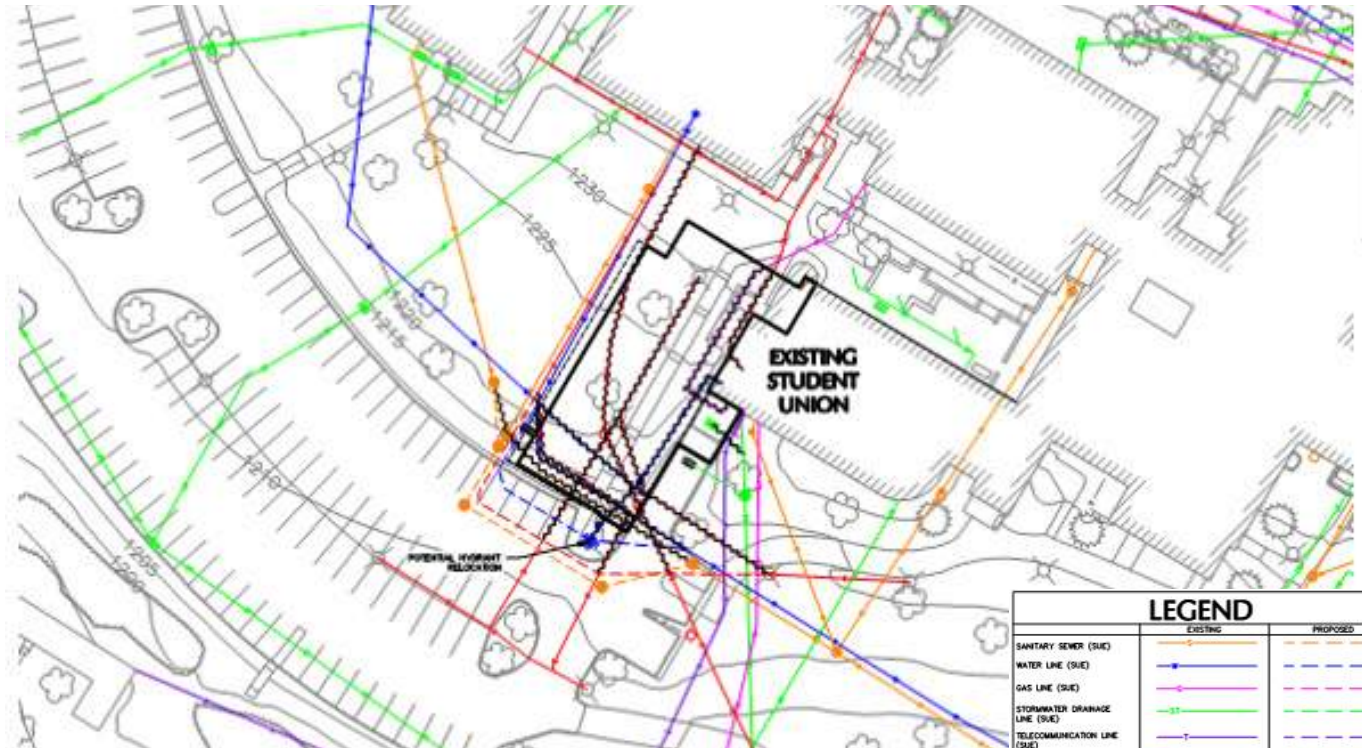 1230
1225
1220
1215
1210
1205
1200
EXISTING
STUDENT
UNION
POTENTIAL HYDRANT
RELOCATION
LEGEND
EXISTING PROPOSED
SANITARY SEWER (SUE)
WATER LINE (SUE)
GAS LINE (SUE) G
STORMWATER DRAINAGE
LINE (SUE) ST
TELECOMMUNICATION LINE
(SUE) T